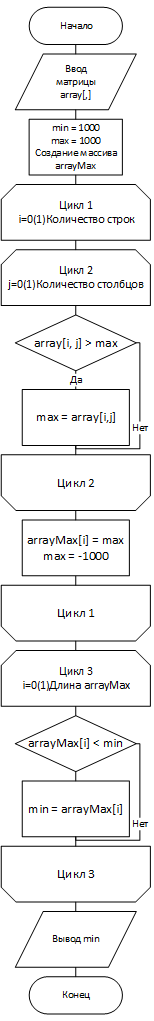 Начало
Ввод
матрицы
array[,]
min = 1000
max = 1000
Создание массива
arrayMax
Цикл 1
i=0(1)Количество строк
Цикл 2
j=0(1)Количество столбцов
array[i, j] > max
Да
max = array[i,j]
Нет
Цикл 2
arrayMax[i] = max
max = -1000
Цикл 1
Цикл 3
i=0(1)Длина arrayMax
arrayMax[i] < min
min = arrayMax[i]
Нет
Цикл 3
Вывод min
Конец